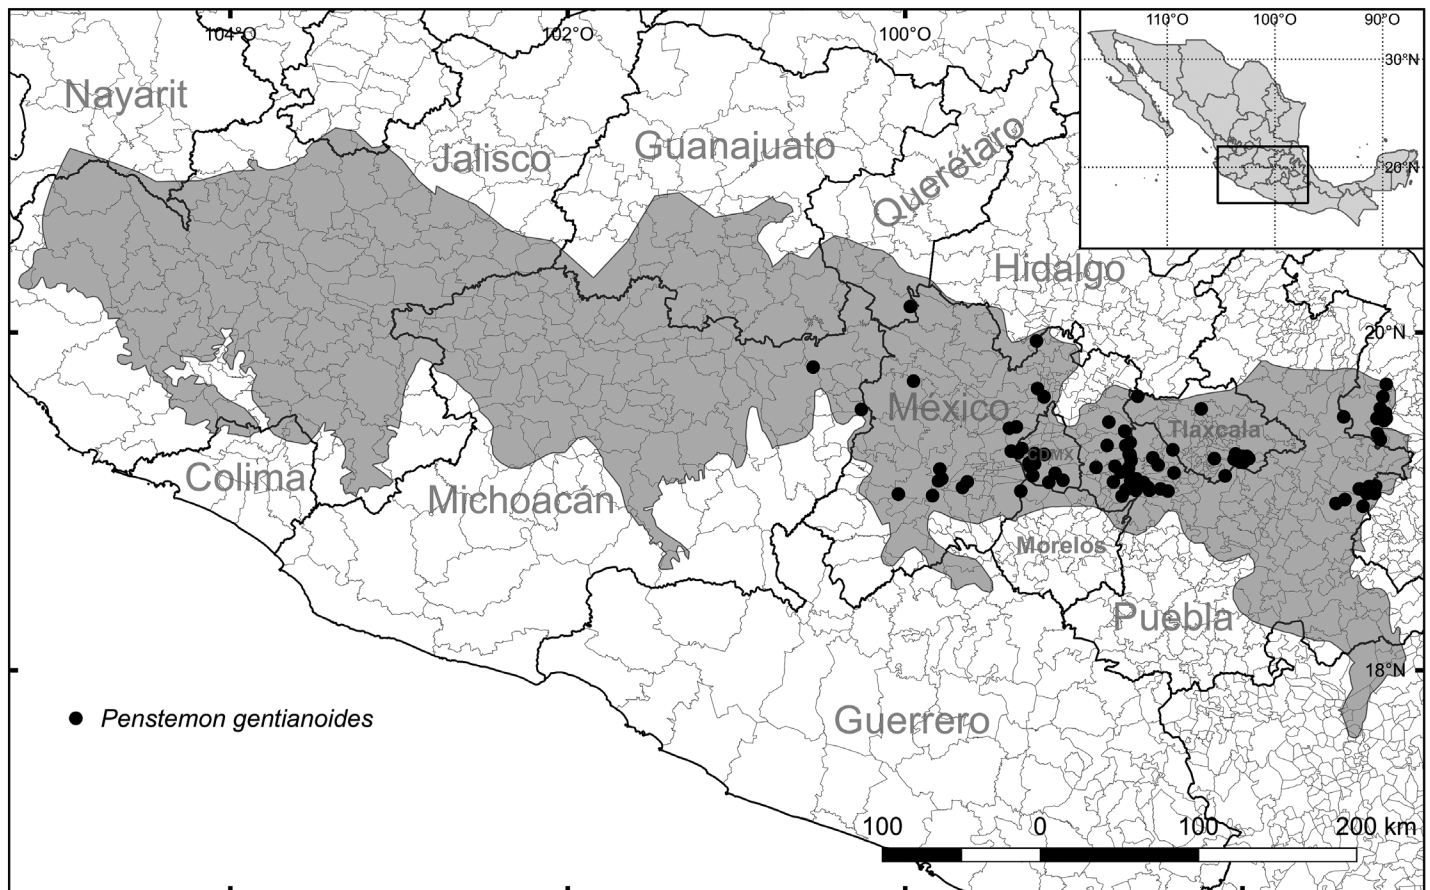 104°O
102°O
100°O
110°O
100°O
90°O
30°N
20°N
Nayarit
Jalisco
Guanajuato
Querétaro
Hidalgo
20°N
México
Tlaxcala
CDMX
Colima
Michoacán
Morelos
Puebla
18°N
Penstemon gentianoides
Guerrero
100
0
100
200 km